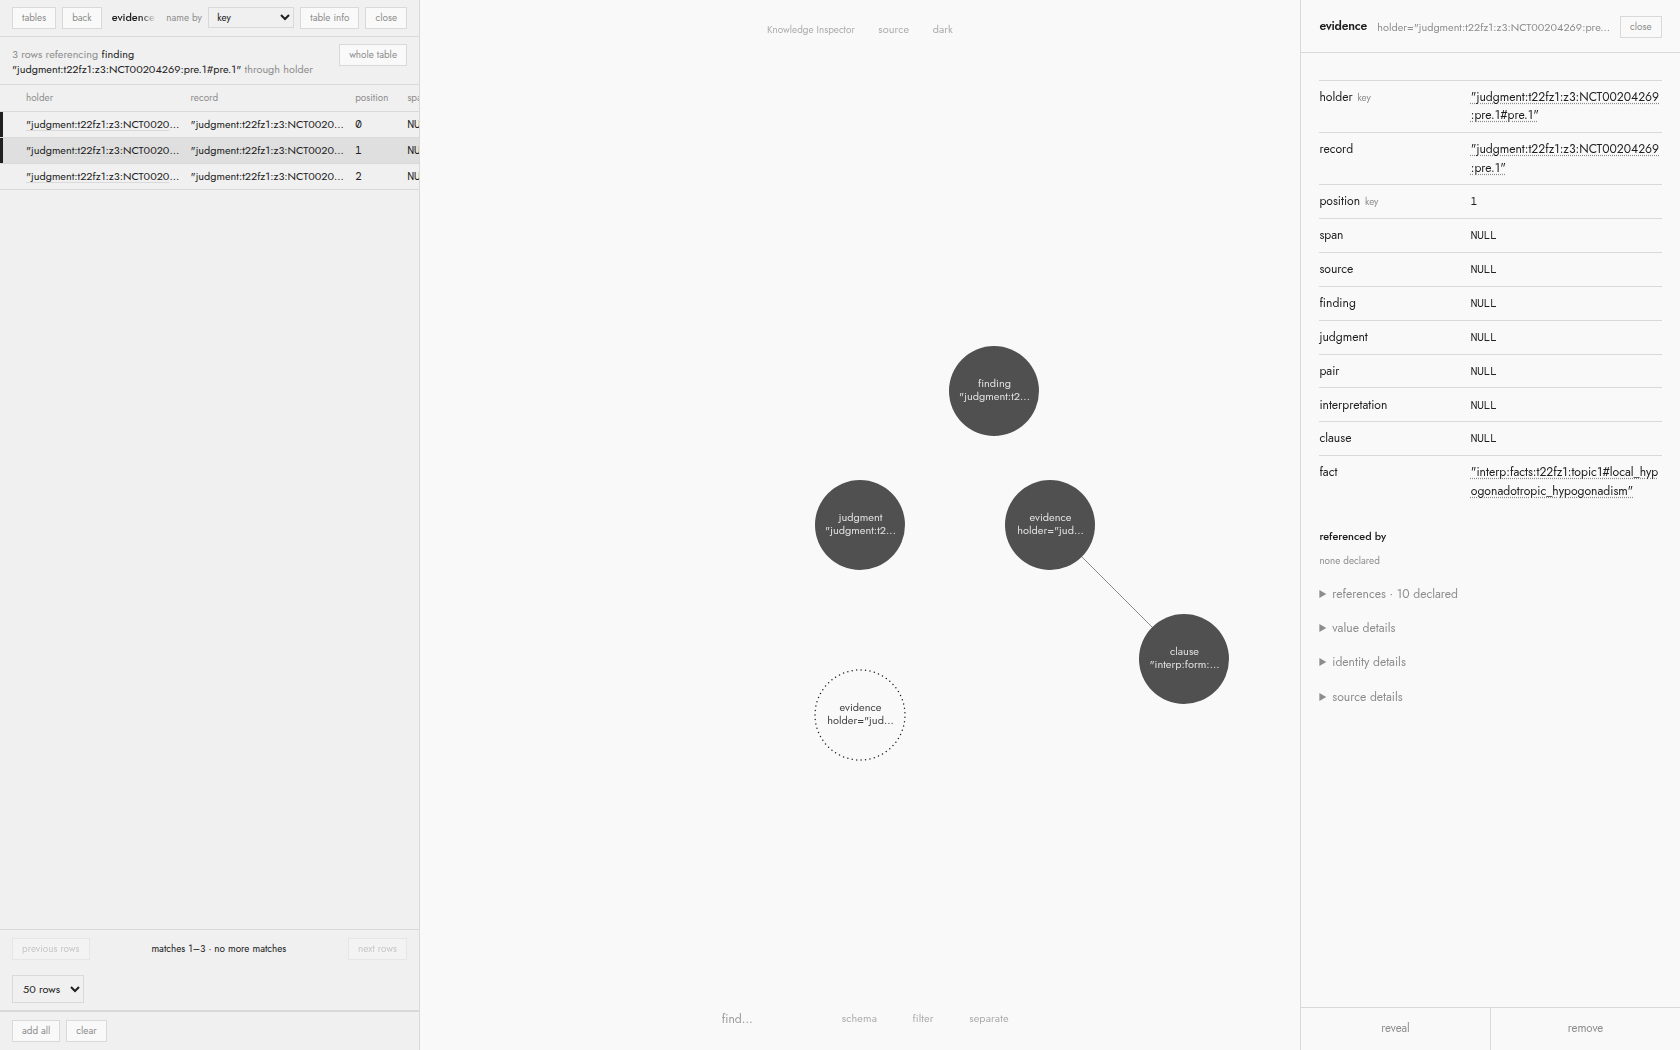 tables back evidence name by key table info close
3 rows referencing finding
"judgment:t22fz1:z3:NCT00204269:pre.1#pre.1" through holder
whole table
holder record position spa
"judgment:t22fz1:z3:NCT0020... "judgment:t22fz1:z3:NCT0020... 0 NU
"judgment:t22fz1:z3:NCT0020... "judgment:t22fz1:z3:NCT0020... 1 NU
"judgment:t22fz1:z3:NCT0020... "judgment:t22fz1:z3:NCT0020... 2 NU
previous rows matches 1–3 · no more matches next rows
50 rows
add all clear
Knowledge Inspector source dark
finding
"judgment:t2...
judgment
"judgment:t2...
evidence
holder="jud...
clause
"interp:form:...
evidence
holder="jud...
find... schema filter separate
evidence holder="judgment:t22fz1:z3:NCT00204269:pre... close
holder key "judgment:t22fz1:z3:NCT00204269
:pre.1#pre.1"
record "judgment:t22fz1:z3:NCT00204269
:pre.1"
position key 1
span NULL
source NULL
finding NULL
judgment NULL
pair NULL
interpretation NULL
clause NULL
fact "interp:facts:t22fz1:topic1#local_hyp
ogonadotropic_hypogonadism"
referenced by
none declared
▶ references · 10 declared
▶ value details
▶ identity details
▶ source details
reveal remove